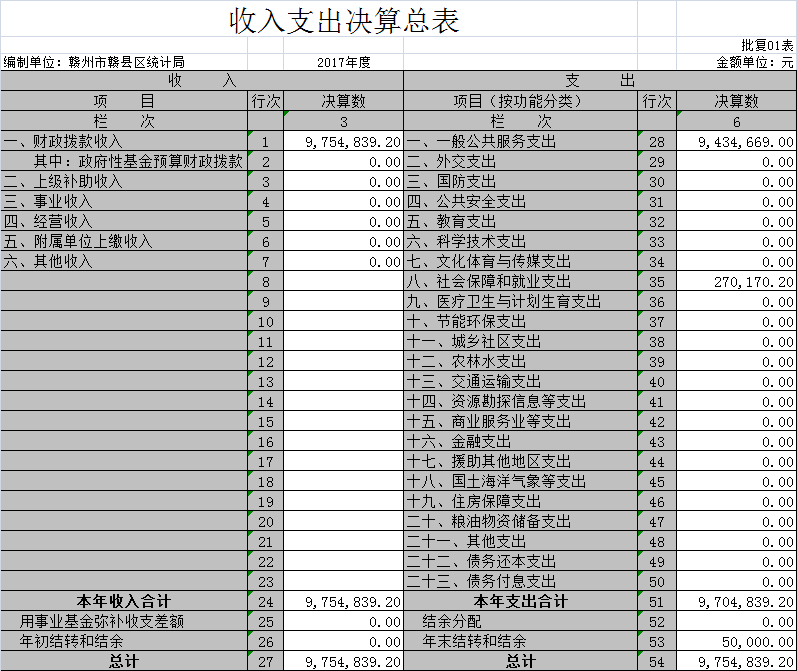 收入支出决算总表
批复01表
编制单位：赣州市赣县区统计局 2017年度 金额单位：元
收 入 支 出
项 目 行次 决算数 项目（按功能分类） 行次 决算数
栏 次 3 栏 次 6
一、财政拨款收入 1 9,754,839.20 一、一般公共服务支出 28 9,434,669.00
其中：政府性基金预算财政拨款 2 0.00 二、外交支出 29 0.00
二、上级补助收入 3 0.00 三、国防支出 30 0.00
三、事业收入 4 0.00 四、公共安全支出 31 0.00
四、经营收入 5 0.00 五、教育支出 32 0.00
五、附属单位上缴收入 6 0.00 六、科学技术支出 33 0.00
六、其他收入 7 0.00 七、文化体育与传媒支出 34 0.00
8 八、社会保障和就业支出 35 270,170.20
9 九、医疗卫生与计划生育支出 36 0.00
10 十、节能环保支出 37 0.00
11 十一、城乡社区支出 38 0.00
12 十二、农林水支出 39 0.00
13 十三、交通运输支出 40 0.00
14 十四、资源勘探信息等支出 41 0.00
15 十五、商业服务业等支出 42 0.00
16 十六、金融支出 43 0.00
17 十七、援助其他地区支出 44 0.00
18 十八、国土海洋气象等支出 45 0.00
19 十九、住房保障支出 46 0.00
20 二十、粮油物资储备支出 47 0.00
21 二十一、其他支出 48 0.00
22 二十二、债务还本支出 49 0.00
23 二十三、债务付息支出 50 0.00
本年收入合计 24 9,754,839.20 本年支出合计 51 9,704,839.20
用事业基金弥补收支差额 25 0.00 结余分配 52 0.00
年初结转和结余 26 0.00 年末结转和结余 53 50,000.00
总计 27 9,754,839.20 总计 54 9,754,839.20